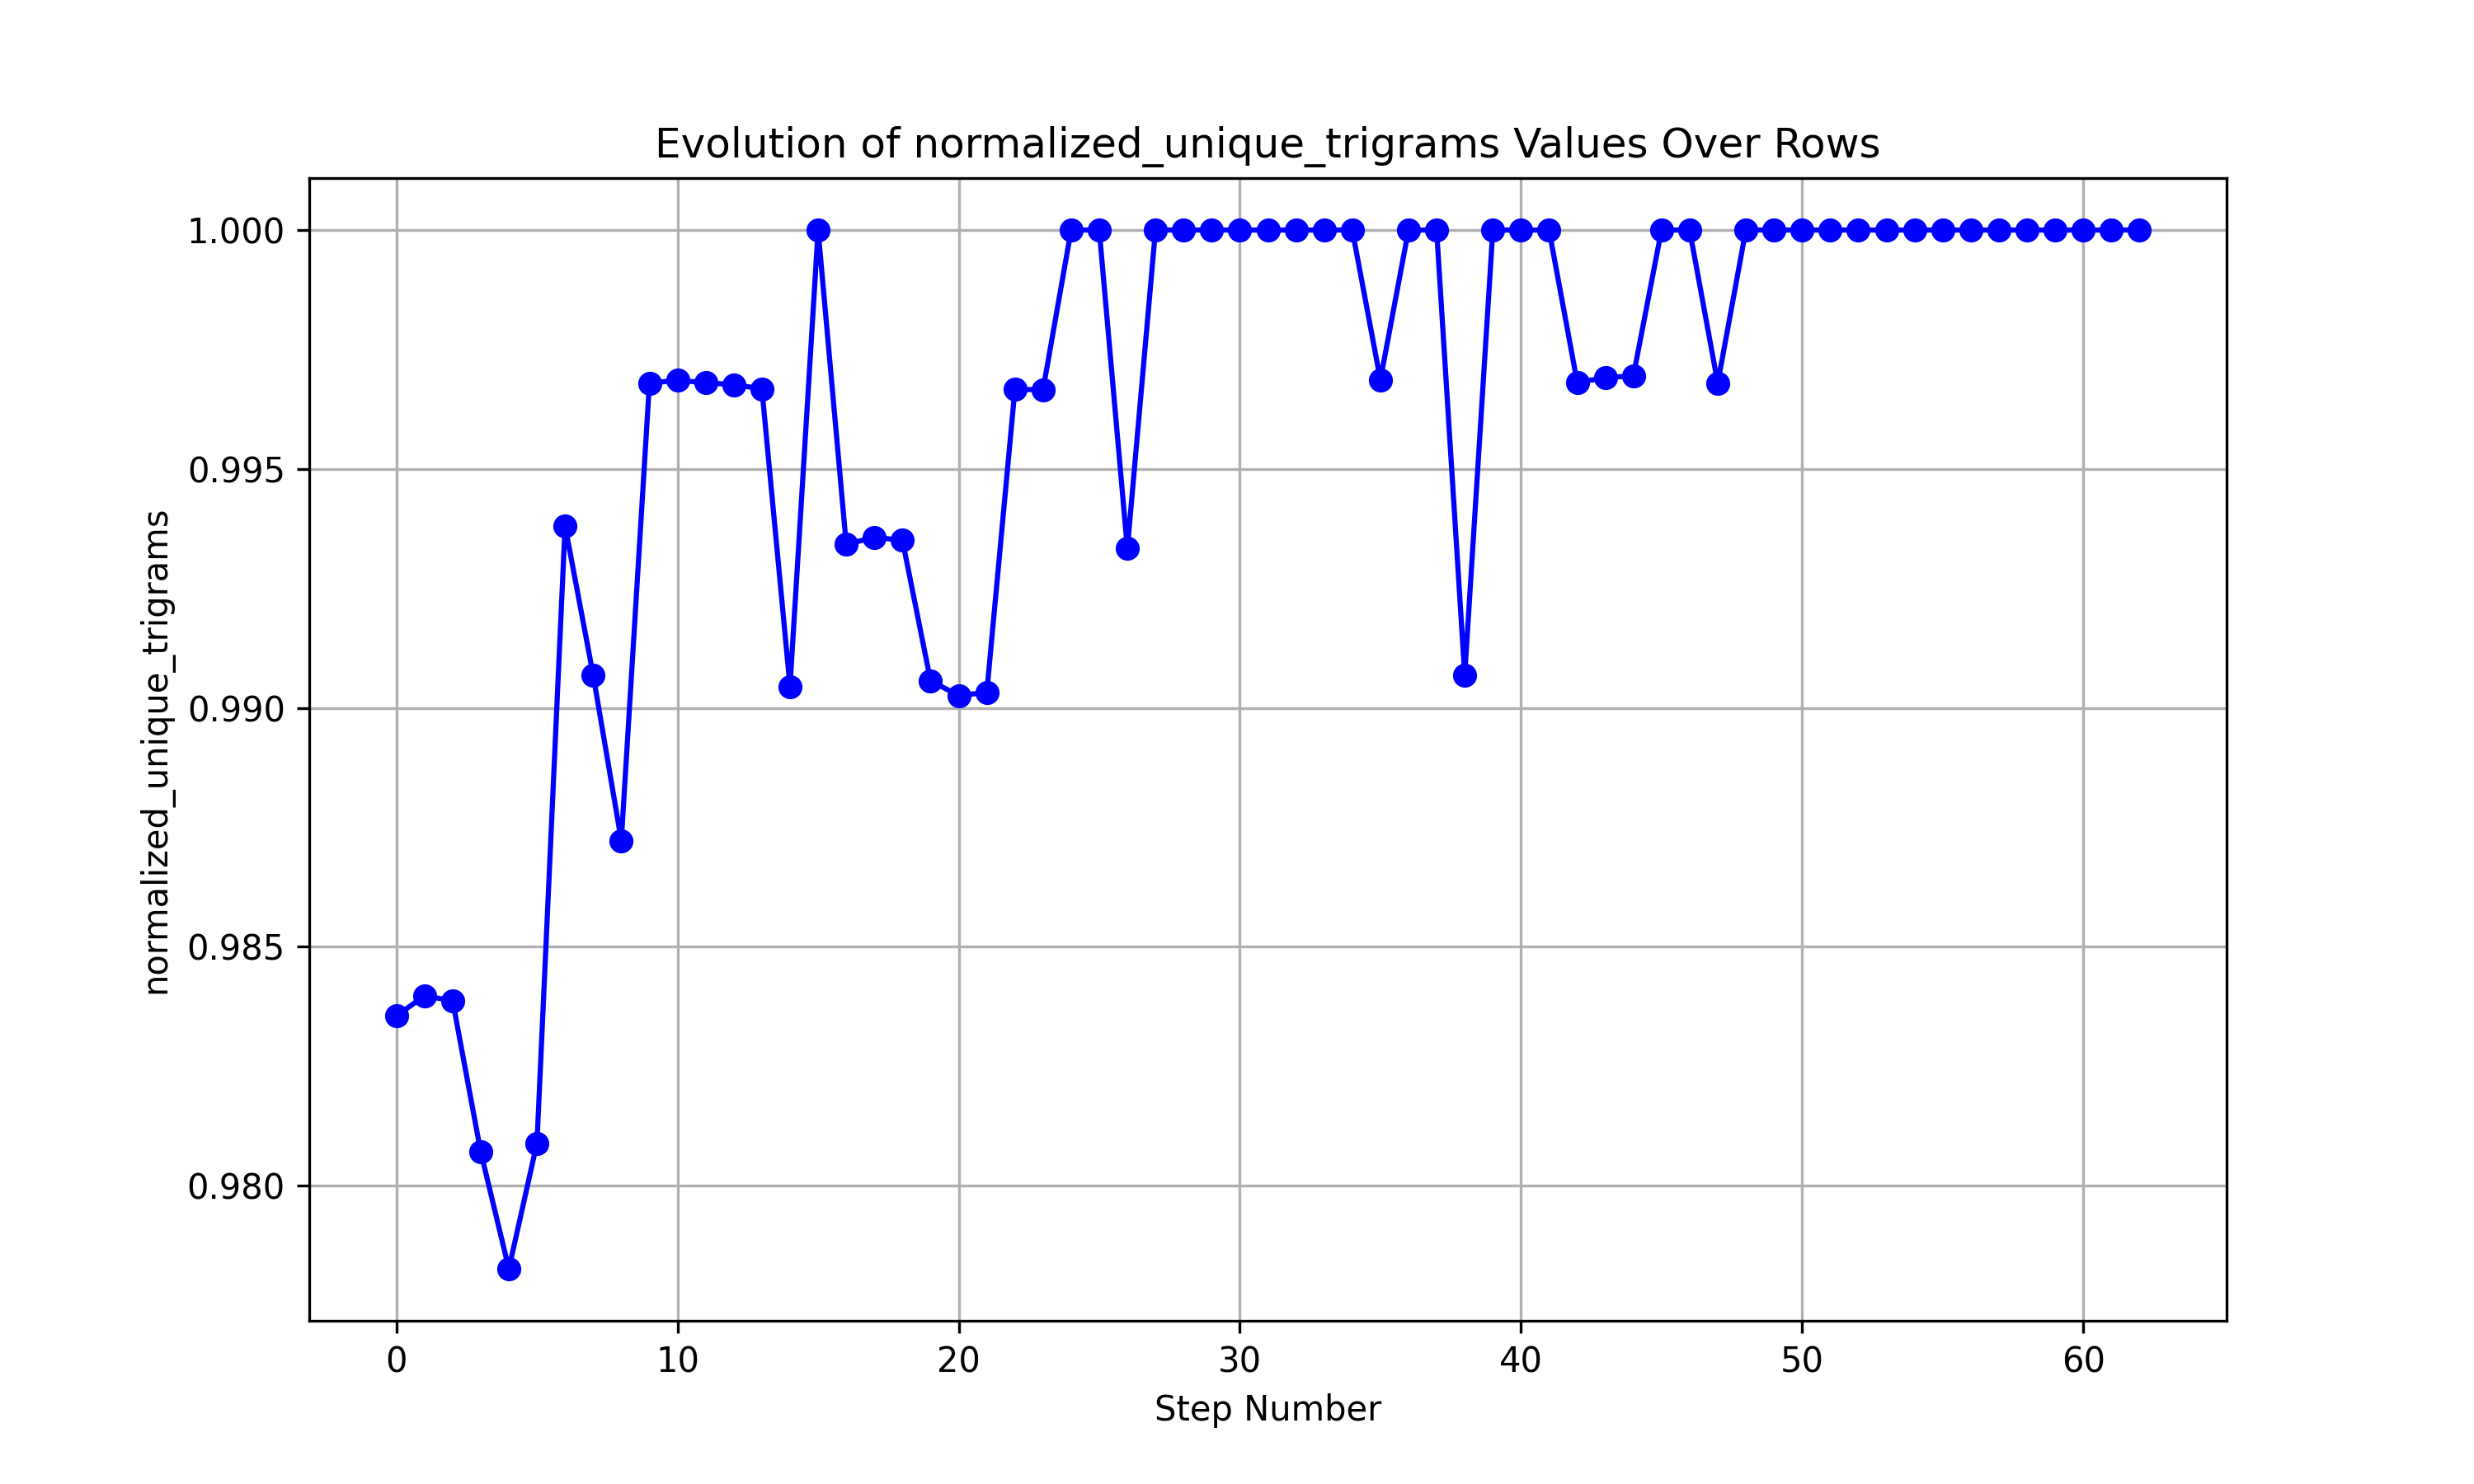 Evolution of normalized_unique_trigrams Values Over Rows
normalized_unique_trigrams
1.000
0.995
0.990
0.985
0.980
0 10 20 30 40 50 60
Step Number